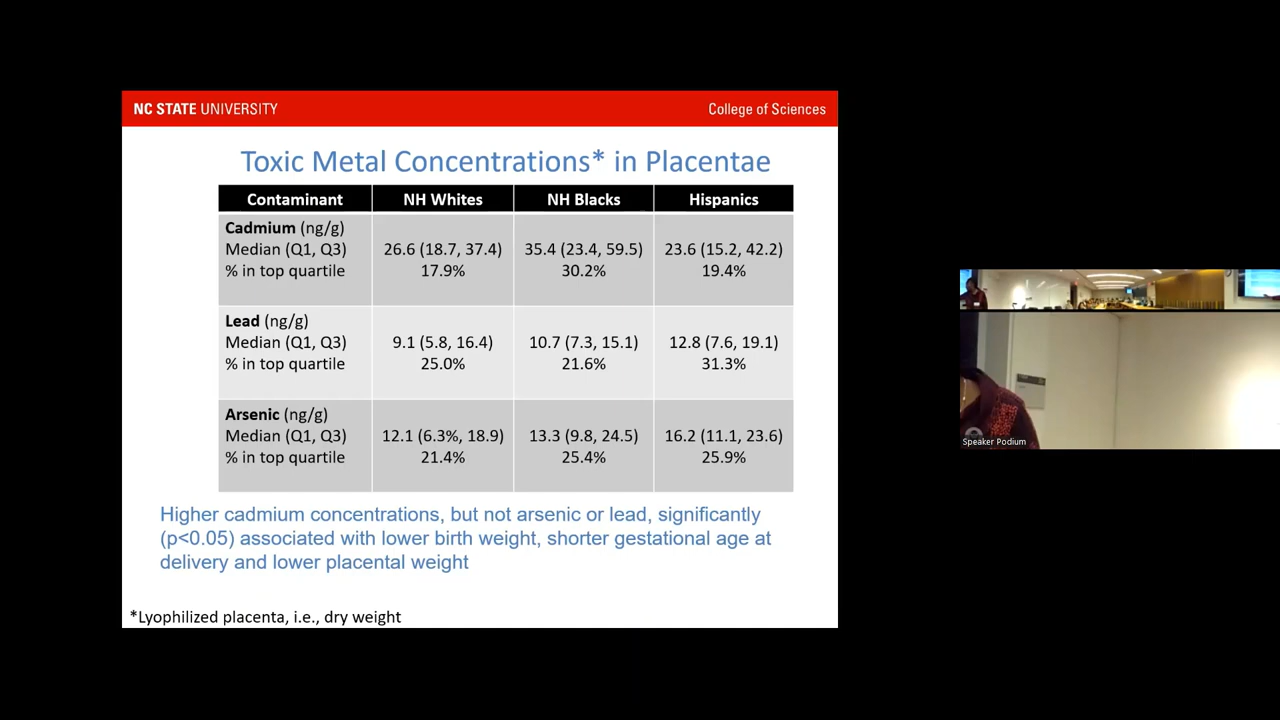 NC STATE UNIVERSITY College of Sciences
Toxic Metal Concentrations* in Placentae
Contaminant NH Whites NH Blacks Hispanics
Cadmium (ng/g)
Median (Q1, Q3) 26.6 (18.7, 37.4) 35.4 (23.4, 59.5) 23.6 (15.2, 42.2)
% in top quartile 17.9% 30.2% 19.4%
Lead (ng/g)
Median (Q1, Q3) 9.1 (5.8, 16.4) 10.7 (7.3, 15.1) 12.8 (7.6, 19.1)
% in top quartile 25.0% 21.6% 31.3%
Arsenic (ng/g)
Median (Q1, Q3) 12.1 (6.3%, 18.9) 13.3 (9.8, 24.5) 16.2 (11.1, 23.6)
% in top quartile 21.4% 25.4% 25.9%
Higher cadmium concentrations, but not arsenic or lead, significantly
(p<0.05) associated with lower birth weight, shorter gestational age at
delivery and lower placental weight
*Lyophilized placenta, i.e., dry weight
Speaker Podium